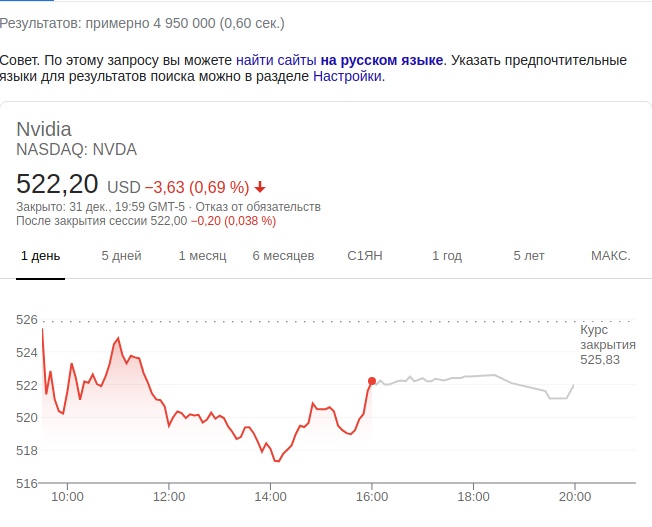 Результатов: примерно 4 950 000 (0,60 сек.)
Совет. По этому запросу вы можете найти сайты на русском языке. Указать предпочтительные
языки для результатов поиска можно в разделе Настройки.
Nvidia
NASDAQ: NVDA
522,20 USD −3,63 (0,69 %)
Закрыто: 31 дек., 19:59 GMT-5 · Отказ от обязательств
После закрытия сессии 522,00 −0,20 (0,038 %)
1 день 5 дней 1 месяц 6 месяцев С1ЯН 1 год 5 лет МАКС.
526
Курс
закрытия
525,83
524
522
520
518
516
10:00 12:00 14:00 16:00 18:00 20:00